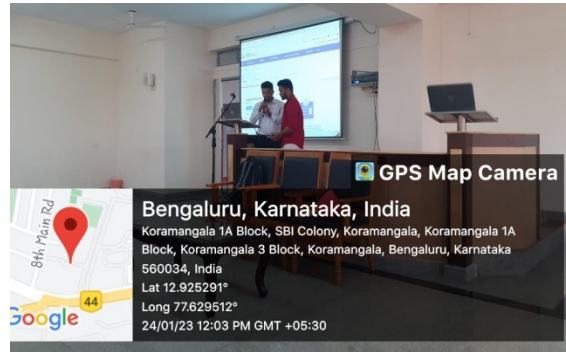 GPS Map Camera
Bengaluru, Karnataka, India
Koramangala 1A Block, SBI Colony, Koramangala, Koramangala 1A
Block, Koramangala 3 Block, Koramangala, Bengaluru, Karnataka
560034, India
Lat 12.925291°
Long 77.629512°
24/01/23 12:03 PM GMT +05:30
8th Main Rd
44
Google